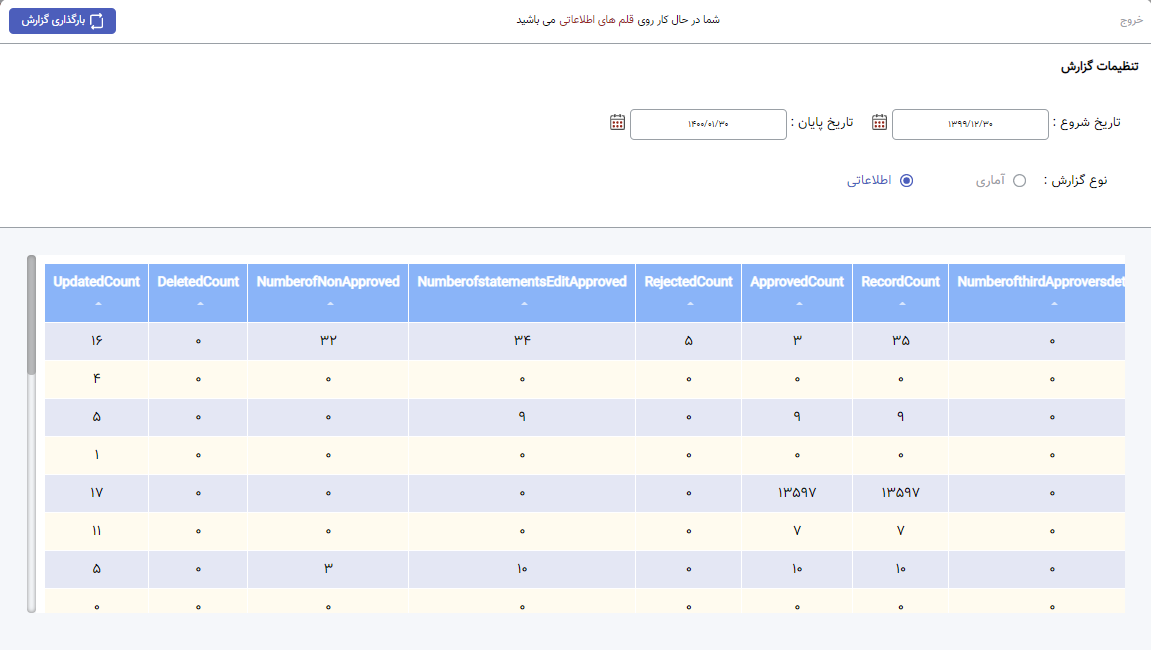 خروج
شما در حال کار روی قلم های اطلاعاتی می باشید
بارگذاری گزارش
تنظیمات گزارش
تاریخ شروع : ۱۳۹۹/۱۲/۳۰ تاریخ پایان : ۱۴۰۰/۰۱/۳۰
نوع گزارش : آماری اطلاعاتی
UpdatedCount DeletedCount NumberofNonApproved NumberofstatementsEditApproved RejectedCount ApprovedCount RecordCount NumberofthirdApproversdet
۱۶ ۰ ۳۲ ۳۴ ۵ ۳ ۳۵ ۰
۴ ۰ ۰ ۰ ۰ ۰ ۰ ۰
۵ ۰ ۰ ۹ ۰ ۹ ۹ ۰
۱ ۰ ۰ ۰ ۰ ۰ ۰ ۰
۱۷ ۰ ۰ ۰ ۰ ۱۳۵۹۷ ۱۳۵۹۷ ۰
۱۱ ۰ ۰ ۰ ۰ ۷ ۷ ۰
۵ ۰ ۳ ۱۰ ۰ ۱۰ ۱۰ ۰
۰ ۰ ۰ ۰ ۰ ۰ ۰ ۰